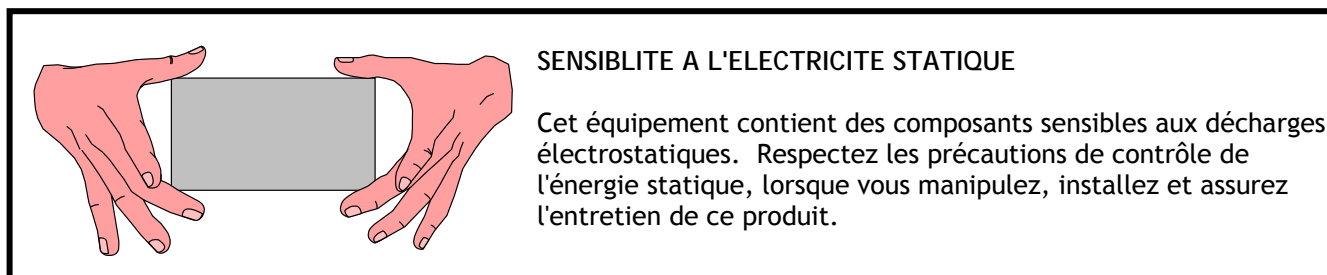 SENSIBLITE A L'ELECTRICITE STATIQUE
Cet équipement contient des composants sensibles aux décharges
électrostatiques. Respectez les précautions de contrôle de
l'énergie statique, lorsque vous manipulez, installez et assurez
l'entretien de ce produit.